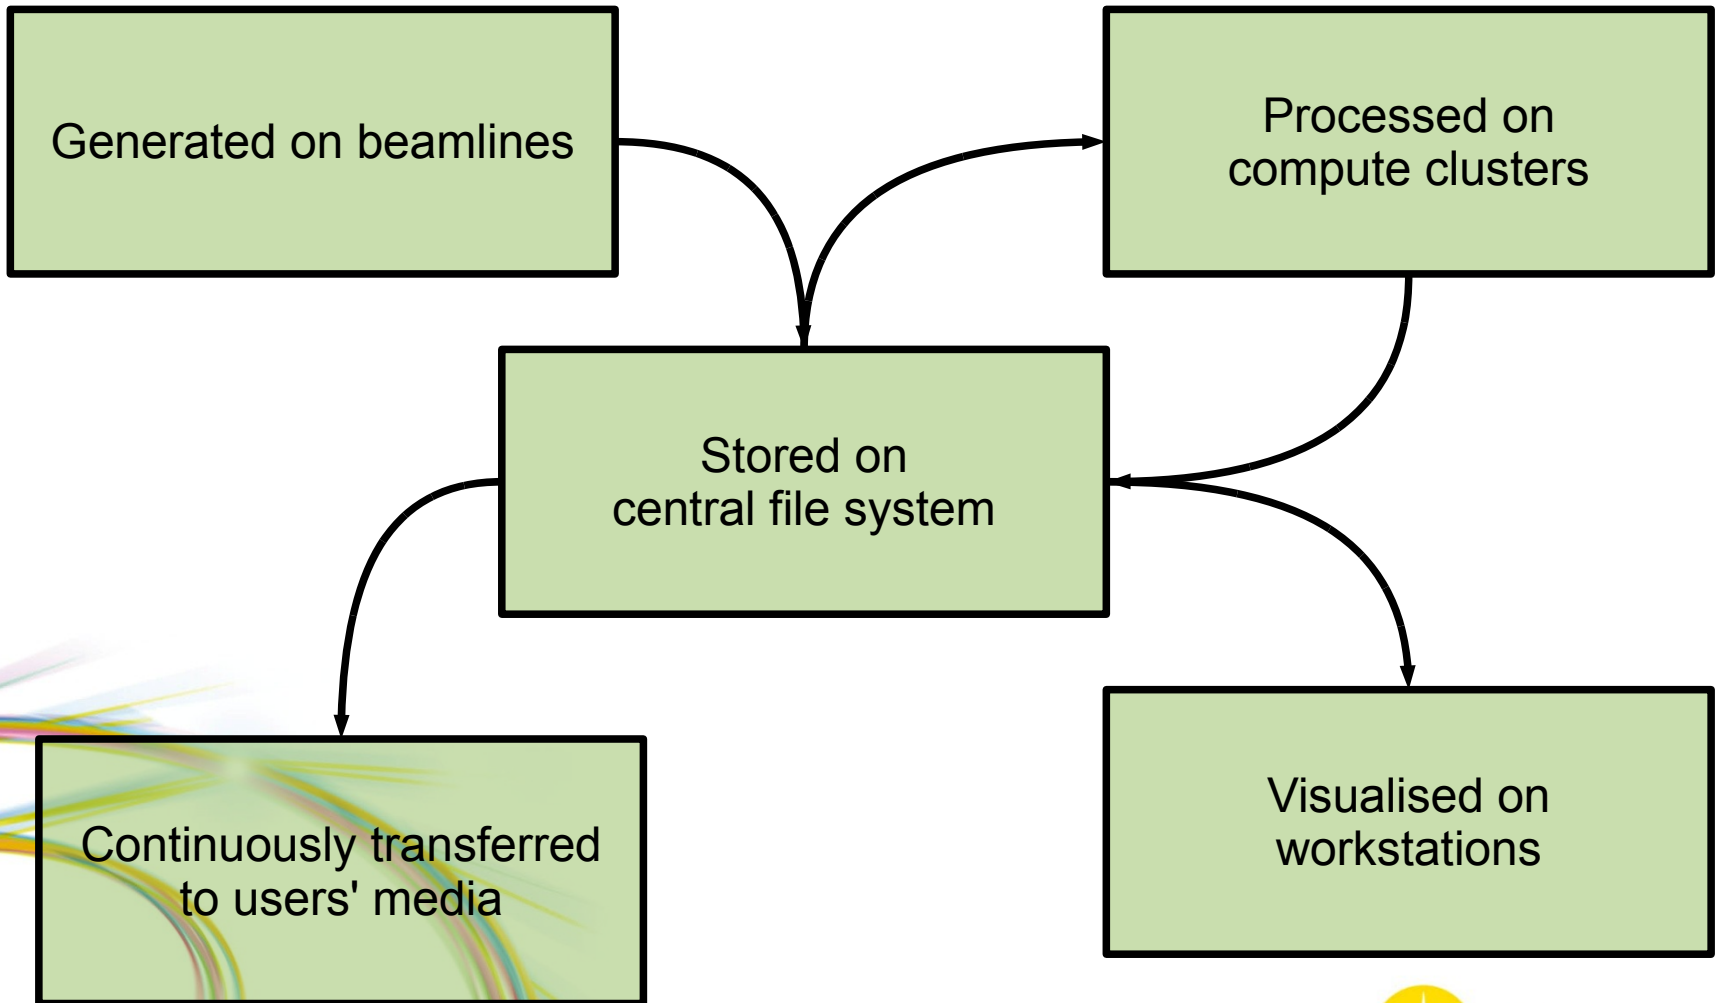 Generated on beamlines
Processed on
compute clusters
Stored on
central file system
Continuously transferred
to users' media
Visualised on
workstations